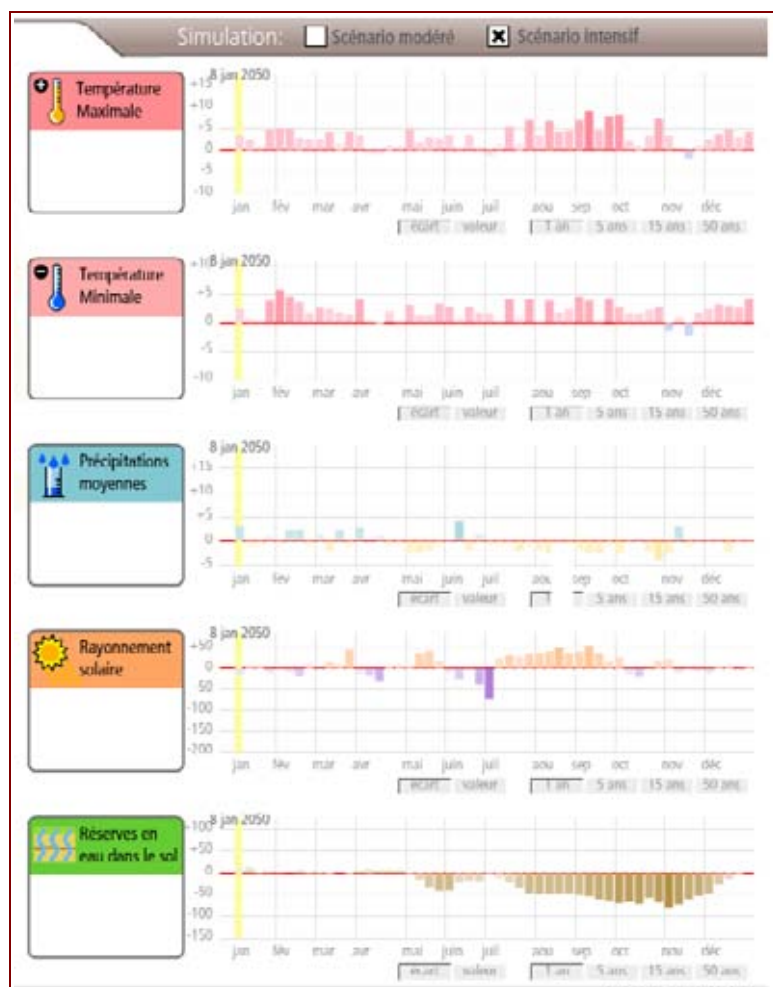 Simulation: Scénario modéré Scénario intensif
Température
Maximale
8 jan 2050
+15
+10
+5
0
-5
-10
jan fév mar avr mai juin juil aou sep oct nov déc
écart valeur 1 an 5 ans 15 ans 50 ans
Température
Minimale
8 jan 2050
+10
+5
0
-5
-10
jan fév mar avr mai juin juil aou sep oct nov déc
écart valeur 1 an 5 ans 15 ans 50 ans
Précipitations
moyennes
8 jan 2050
+15
+10
+5
0
-5
jan fév mar avr mai juin juil aou sep oct nov déc
écart valeur 5 ans 15 ans 50 ans
Rayonnement
solaire
8 jan 2050
+50
0
50
-100
-150
-200
jan fév mar avr mai juin juil aou sep oct nov déc
écart valeur 1 an 5 ans 15 ans 50 ans
Réserves en
eau dans le sol
8 jan 2050
+100
+50
0
-50
-100
-150
jan fév mar avr mai juin juil aou sep oct nov déc
écart valeur 1 an 5 ans 15 ans 50 ans